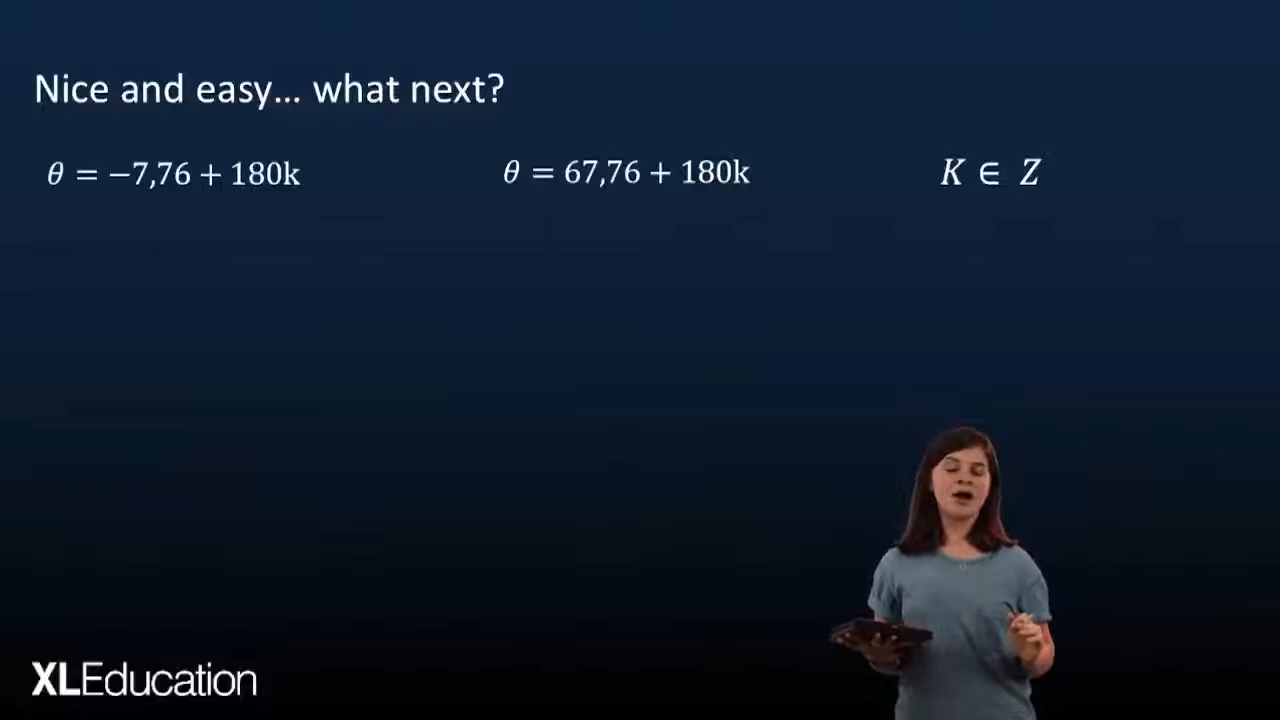 Nice and easy... what next?
θ = −7,76 + 180k θ = 67,76 + 180k K ∈ Z
XLEducation